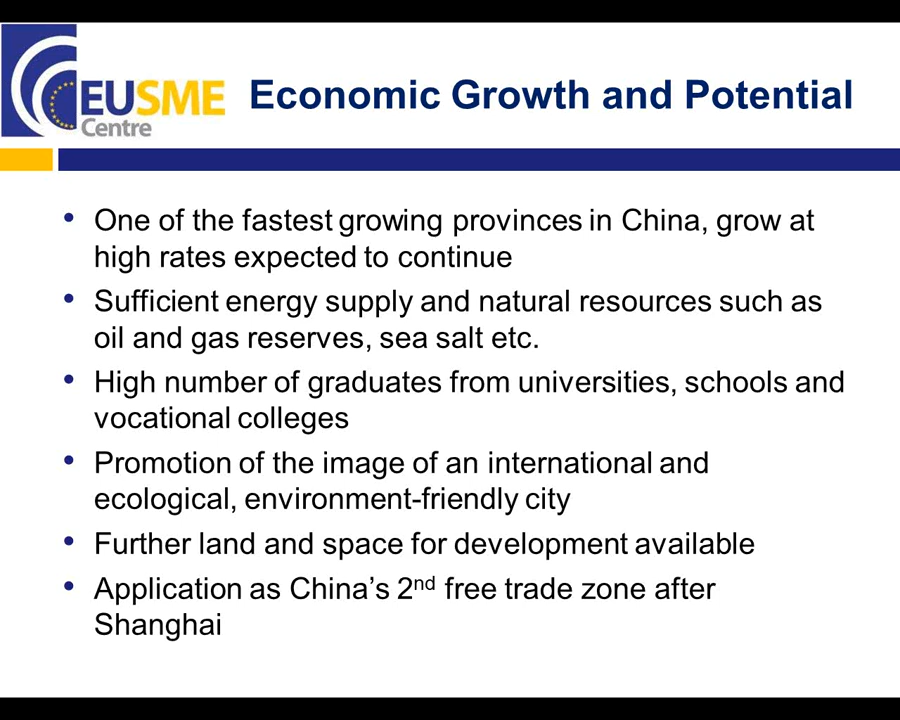 EUSME
Centre
Economic Growth and Potential
• One of the fastest growing provinces in China, grow at
high rates expected to continue
• Sufficient energy supply and natural resources such as
oil and gas reserves, sea salt etc.
• High number of graduates from universities, schools and
vocational colleges
• Promotion of the image of an international and
ecological, environment-friendly city
• Further land and space for development available
• Application as China’s 2nd free trade zone after
Shanghai